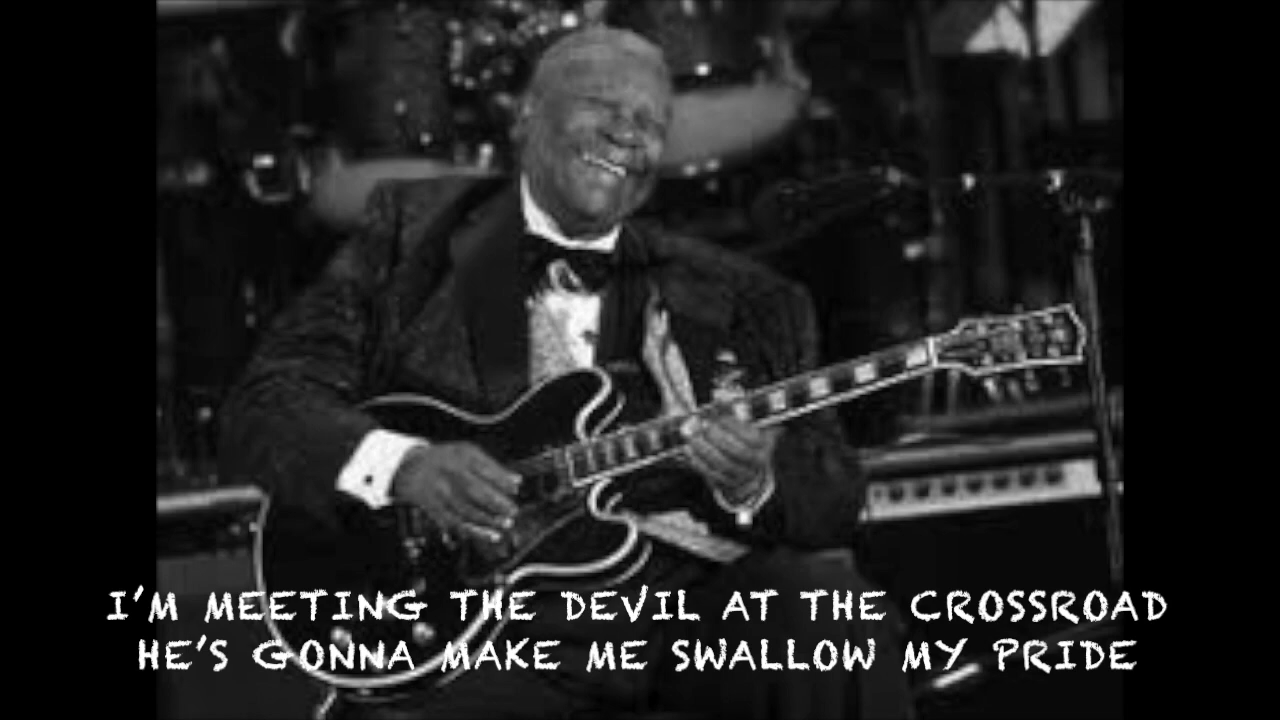 I'M MEETING THE DEVIL AT THE CROSSROAD
HE'S GONNA MAKE ME SWALLOW MY PRIDE